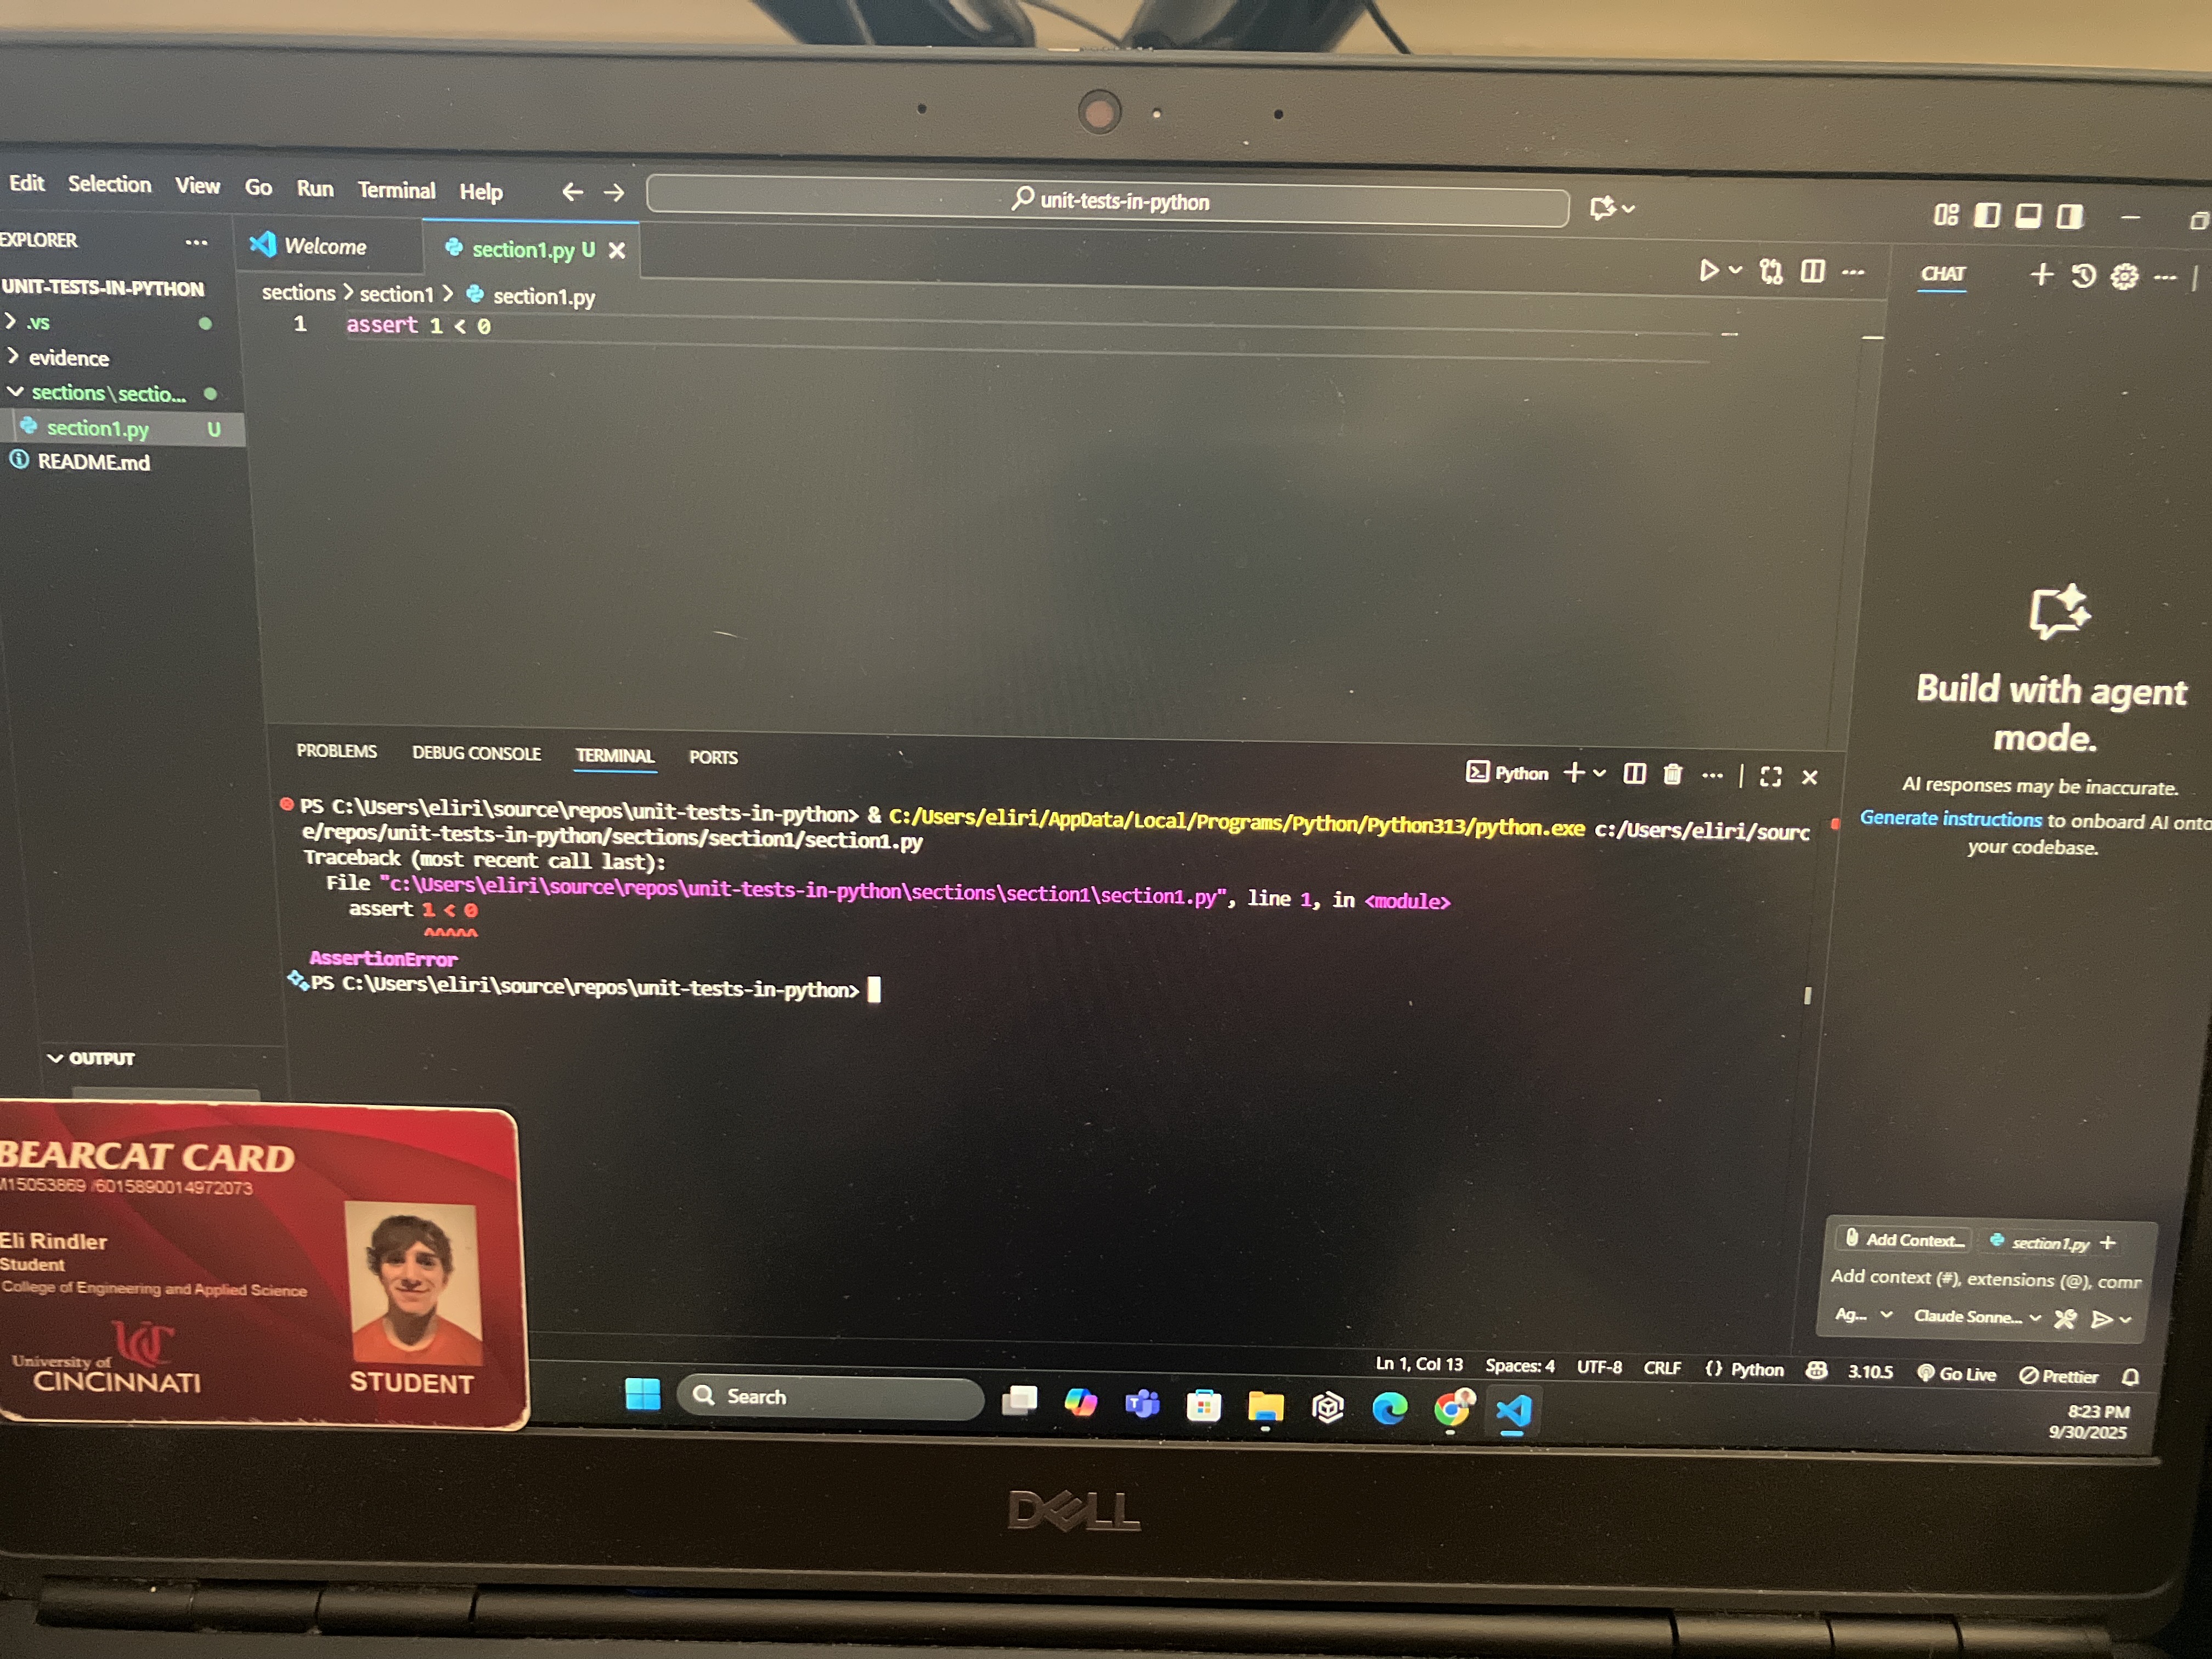 Edit Selection View Go Run Terminal Help
unit-tests-in-python
EXPLORER
UNIT-TESTS-IN-PYTHON
.vs
evidence
sections\sectio...
section1.py U
README.md
OUTPUT
Welcome
section1.py U
sections > section1 > section1.py
1 assert 1 < 0
PROBLEMS DEBUG CONSOLE TERMINAL PORTS
Python
PS C:\Users\eliri\source\repos\unit-tests-in-python> & C:/Users/eliri/AppData/Local/Programs/Python/Python313/python.exe c:/Users/eliri/sourc
e/repos/unit-tests-in-python/sections/section1/section1.py
Traceback (most recent call last):
File "c:\Users\eliri\source\repos\unit-tests-in-python\sections\section1\section1.py", line 1, in <module>
assert 1 < 0
^^^^^
AssertionError
PS C:\Users\eliri\source\repos\unit-tests-in-python>
CHAT
Build with agent
mode.
AI responses may be inaccurate.
Generate instructions to onboard AI onto
your codebase.
Add Context...
section1.py
Add context (#), extensions (@), comr
Ag...
Claude Sonne...
Ln 1, Col 13 Spaces: 4 UTF-8 CRLF {} Python 3.10.5 Go Live Prettier
Search
8:23 PM
9/30/2025
BEARCAT CARD
M15053869 /6015890014972073
Eli Rindler
Student
College of Engineering and Applied Science
UC
University of
CINCINNATI
STUDENT
DELL